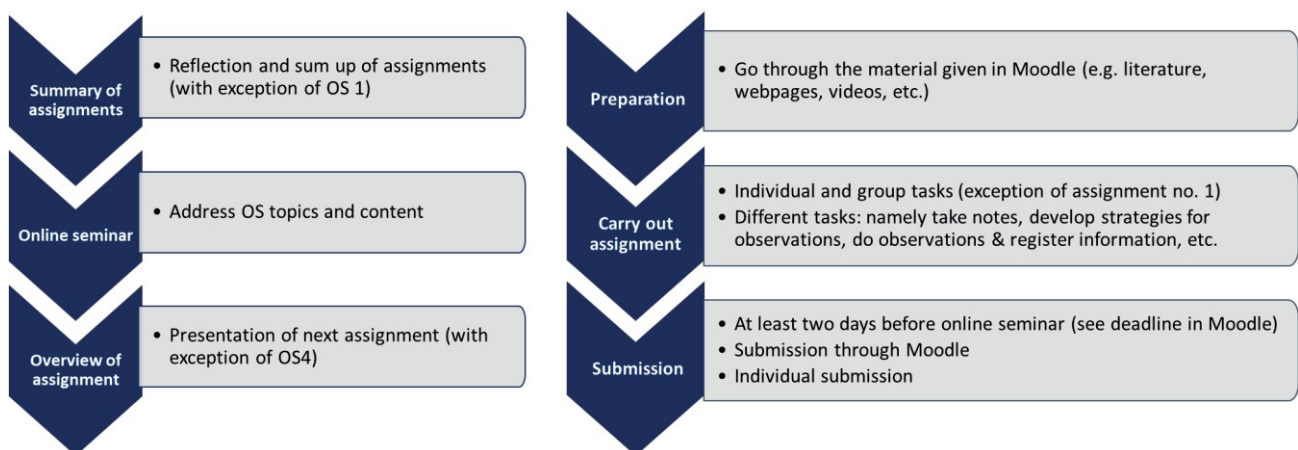 Summary of
assignments
• Reflection and sum up of assignments
(with exception of OS 1)
Online seminar
• Address OS topics and content
Overview of
assignment
• Presentation of next assignment (with
exception of OS4)
Preparation
• Go through the material given in Moodle (e.g. literature,
webpages, videos, etc.)
Carry out
assignment
• Individual and group tasks (exception of assignment no. 1)
• Different tasks: namely take notes, develop strategies for
observations, do observations & register information, etc.
Submission
• At least two days before online seminar (see deadline in Moodle)
• Submission through Moodle
• Individual submission